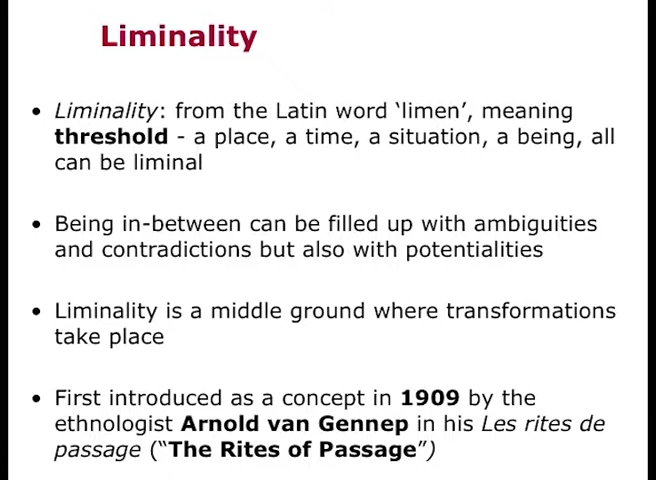 Liminality
• Liminality: from the Latin word ‘limen’, meaning
threshold - a place, a time, a situation, a being, all
can be liminal
• Being in-between can be filled up with ambiguities
and contradictions but also with potentialities
• Liminality is a middle ground where transformations
take place
• First introduced as a concept in 1909 by the
ethnologist Arnold van Gennep in his Les rites de
passage (“The Rites of Passage”)